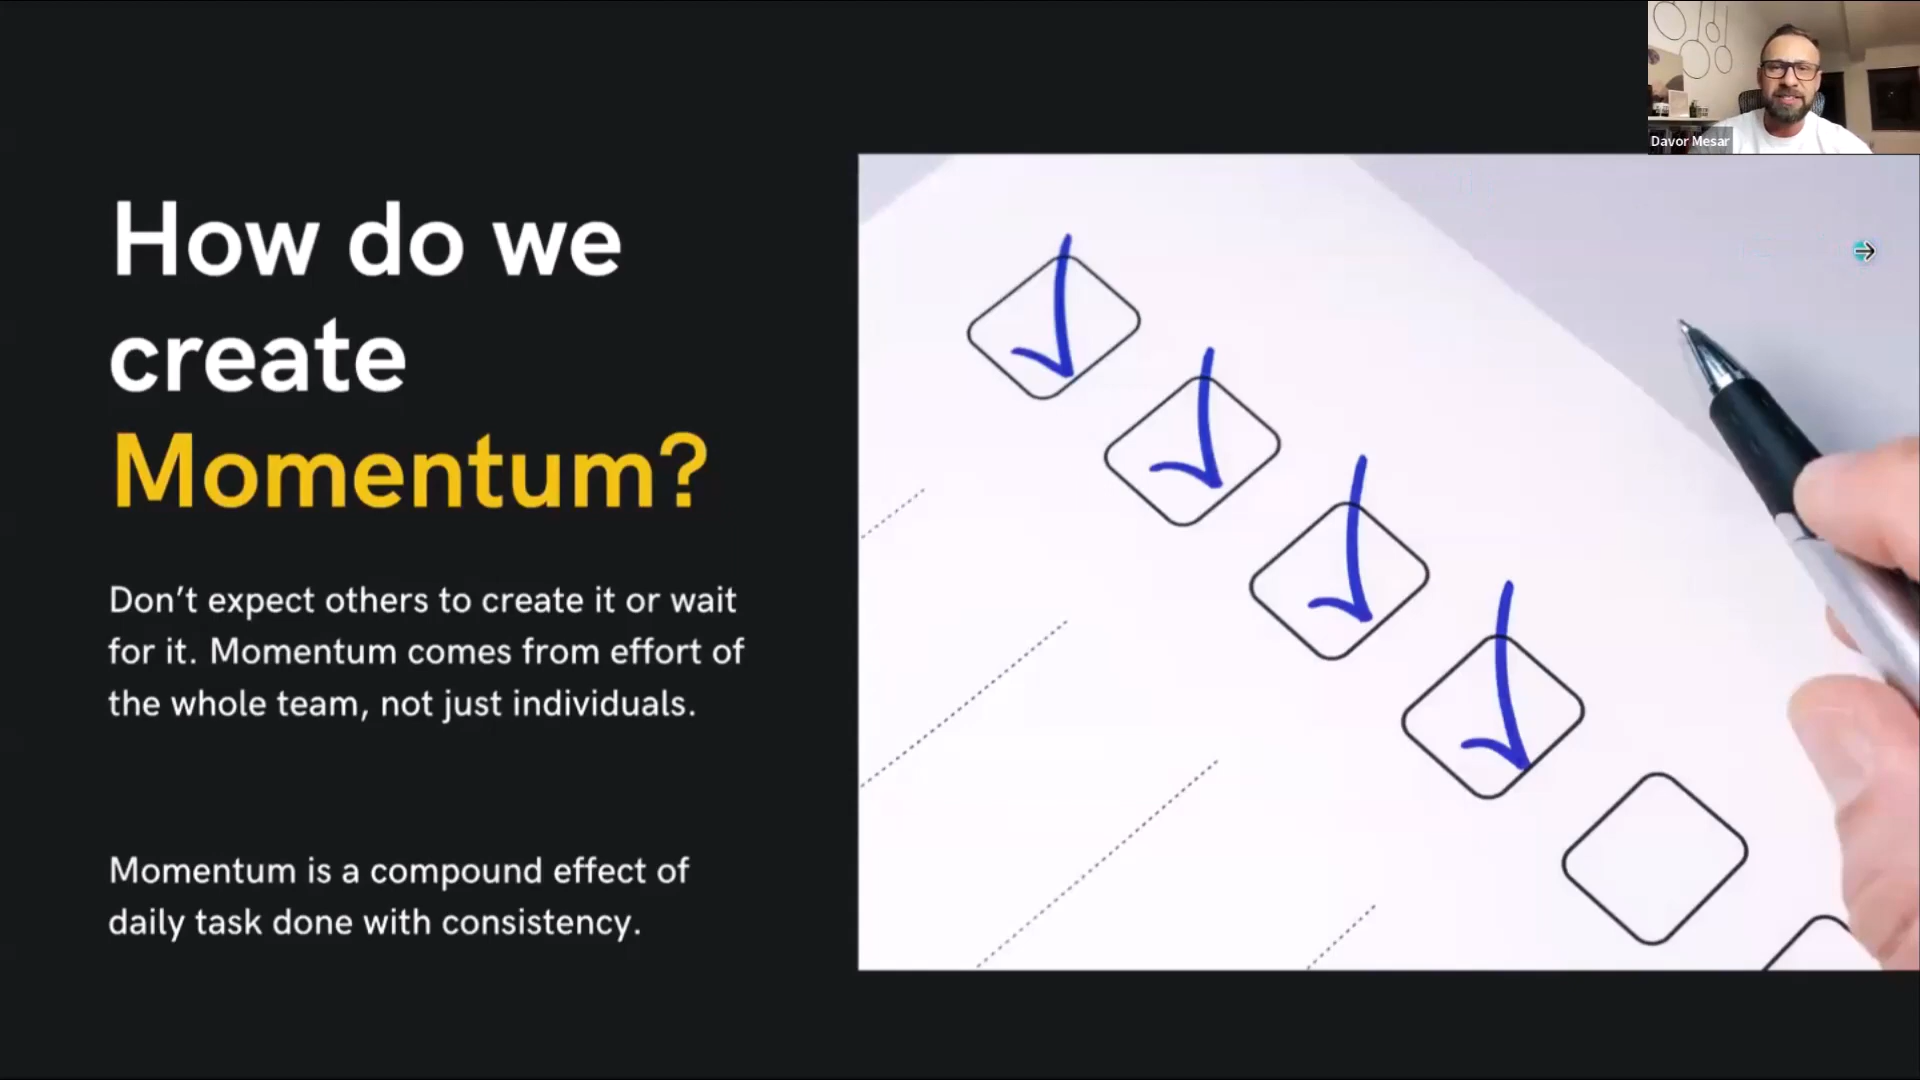 How do we
create
Momentum?
Don’t expect others to create it or wait
for it. Momentum comes from effort of
the whole team, not just individuals.
Momentum is a compound effect of
daily task done with consistency.
Davor Mesar